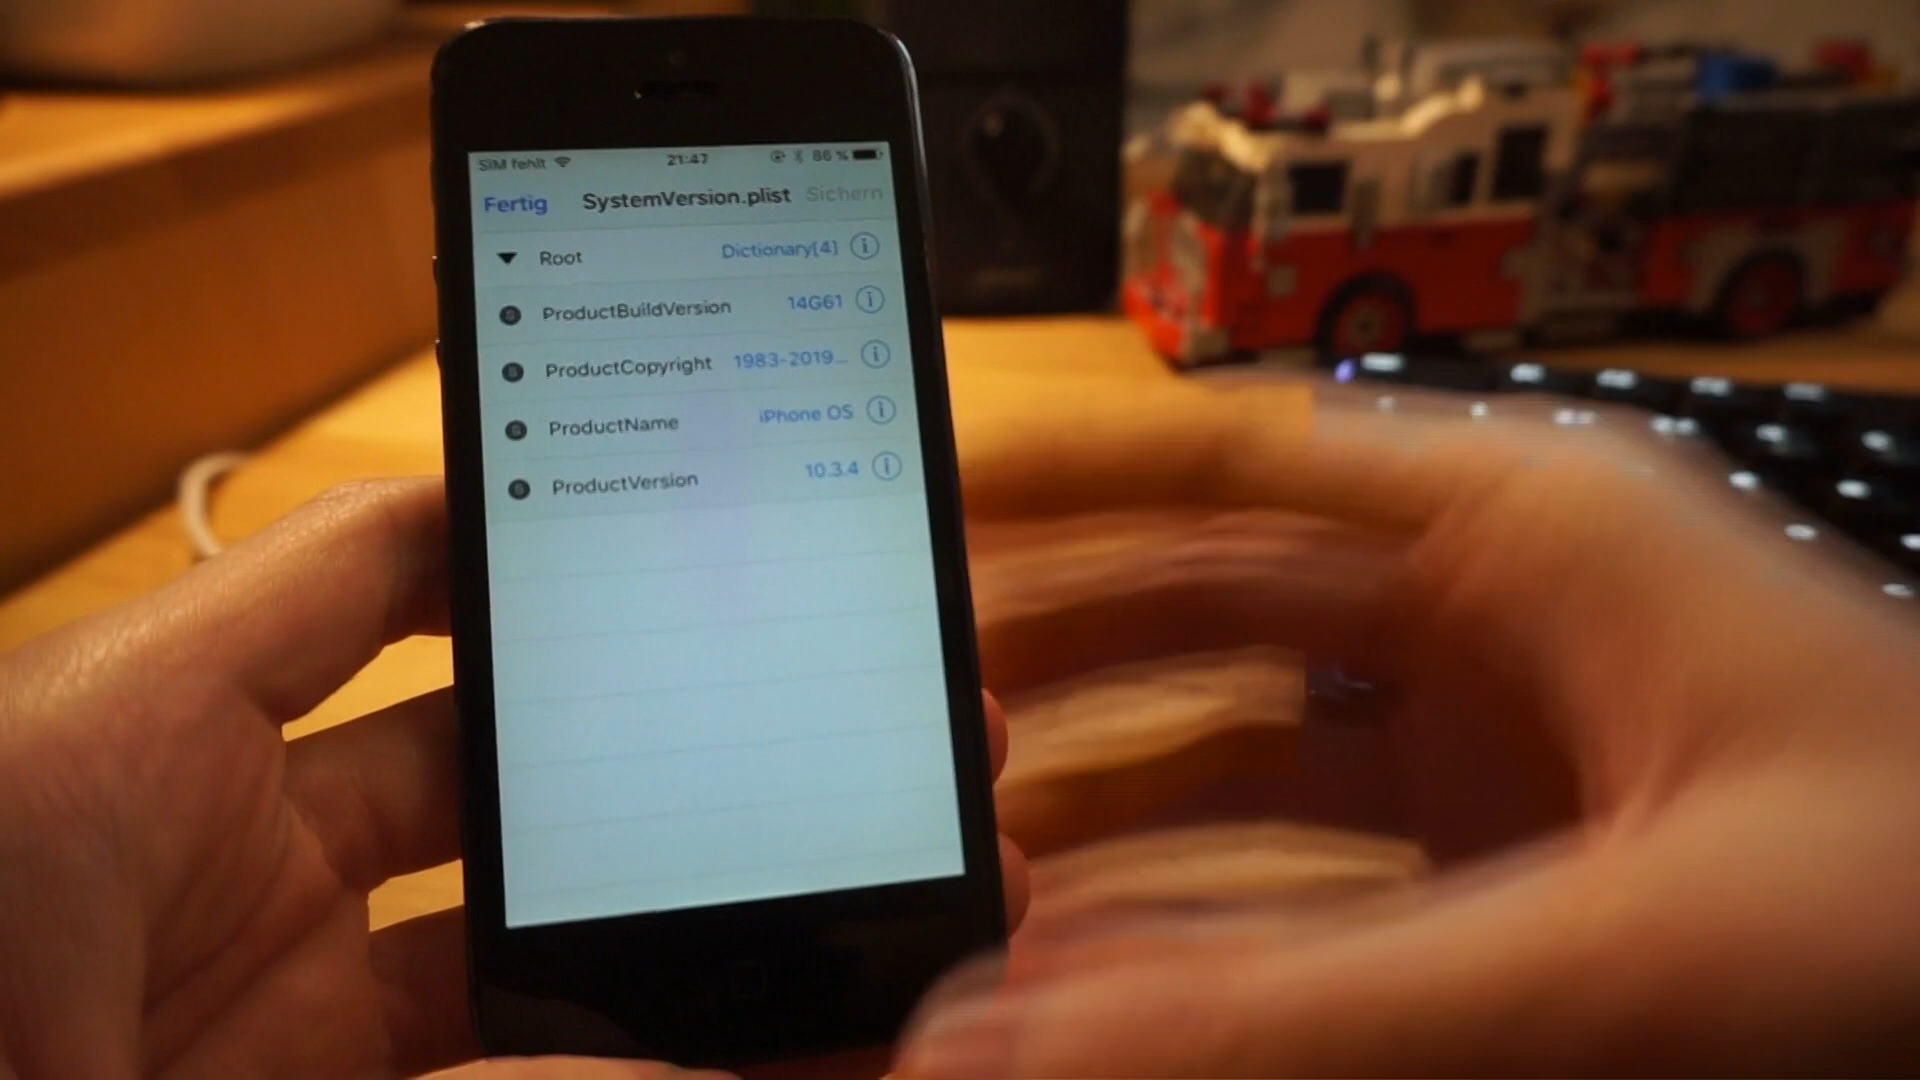 SIM fehlt 21:47 86 %
Fertig SystemVersion.plist Sichern
Root Dictionary[4]
ProductBuildVersion 14G61
ProductCopyright 1983-2019...
ProductName iPhone OS
ProductVersion 10.3.4